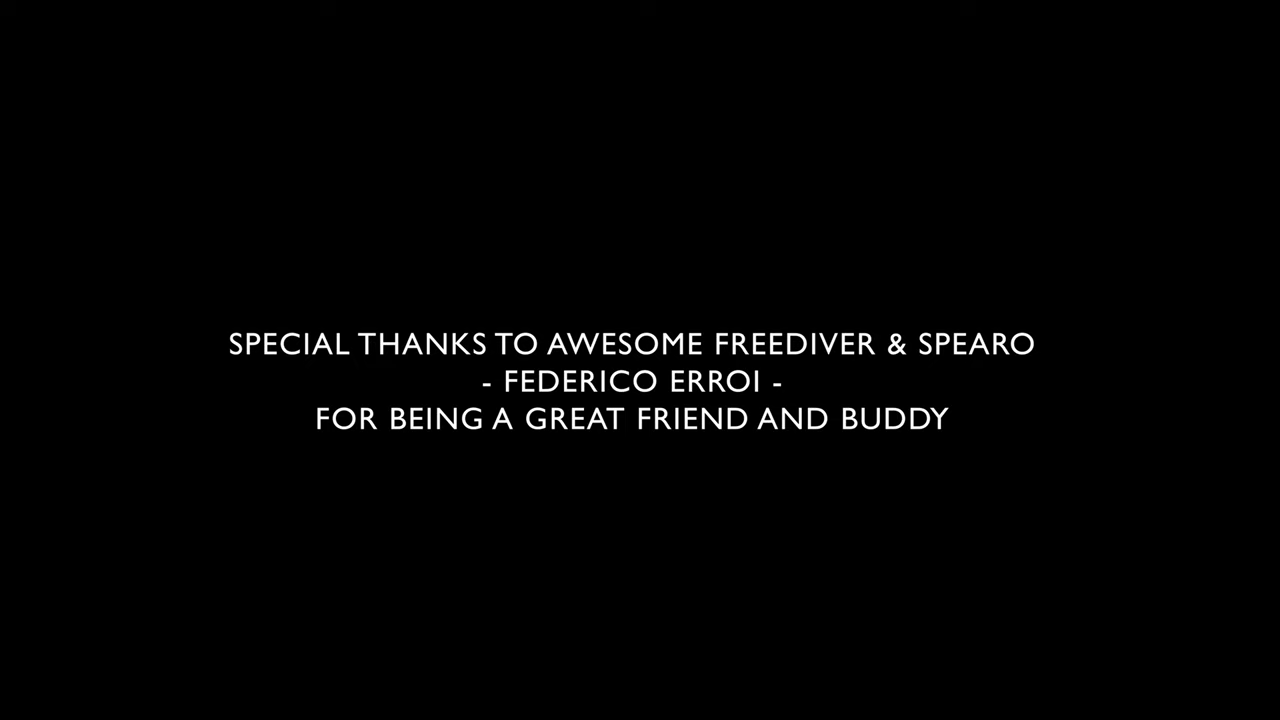 SPECIAL THANKS TO AWESOME FREEDIVER & SPEARO
- FEDERICO ERROI -
FOR BEING A GREAT FRIEND AND BUDDY